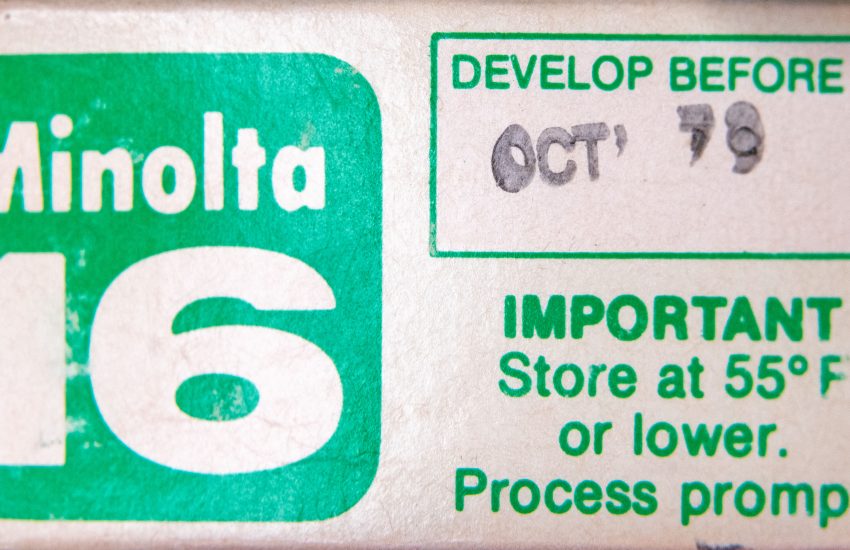 Minolta
16
DEVELOP BEFORE
OCT' 79
IMPORTANT
Store at 55° F
or lower.
Process promp